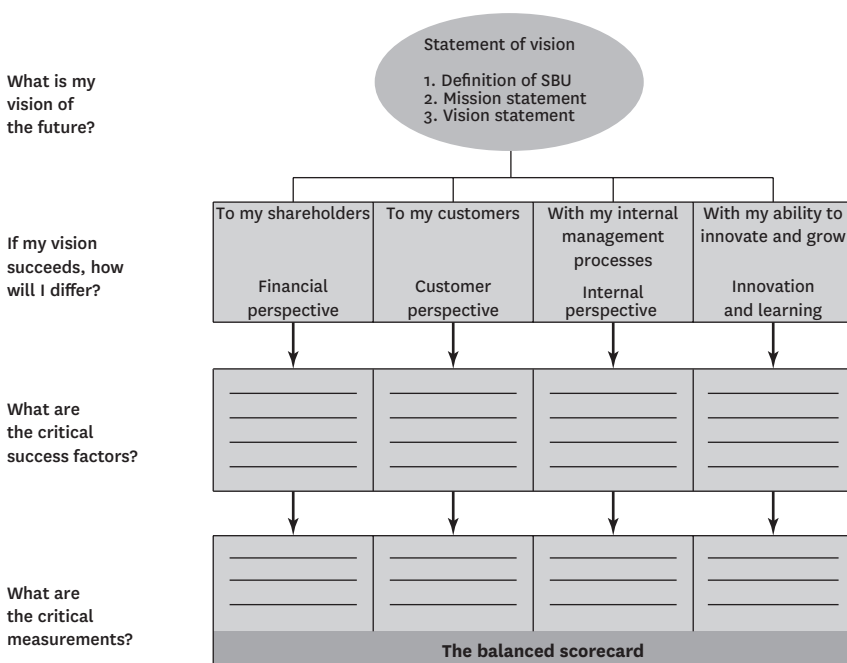 Statement of vision
1. Definition of SBU
2. Mission statement
3. Vision statement
What is my
vision of
the future?
If my vision
succeeds, how
will I differ?
To my shareholders
Financial
perspective
To my customers
Customer
perspective
With my internal
management
processes
Internal
perspective
With my ability to
innovate and grow
Innovation
and learning
What are
the critical
success factors?
What are
the critical
measurements?
The balanced scorecard